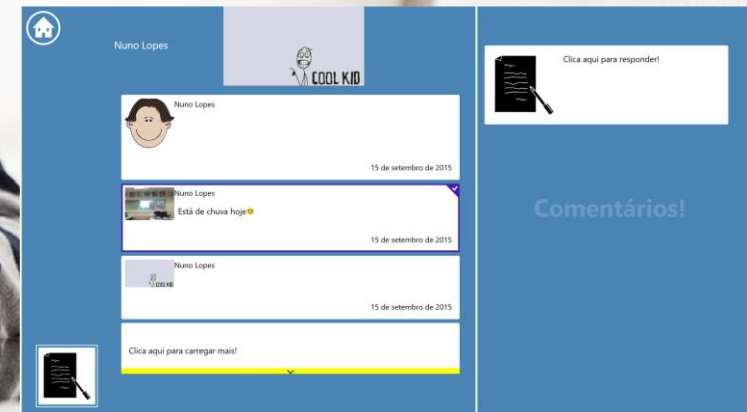 Nuno Lopes
COOL KID
Nuno Lopes
15 de setembro de 2015
Nuno Lopes
Está de chuva hoje
15 de setembro de 2015
Nuno Lopes
COOL KID
15 de setembro de 2015
Clica aqui para carregar mais!
Clica aqui para responder!
Comentários!